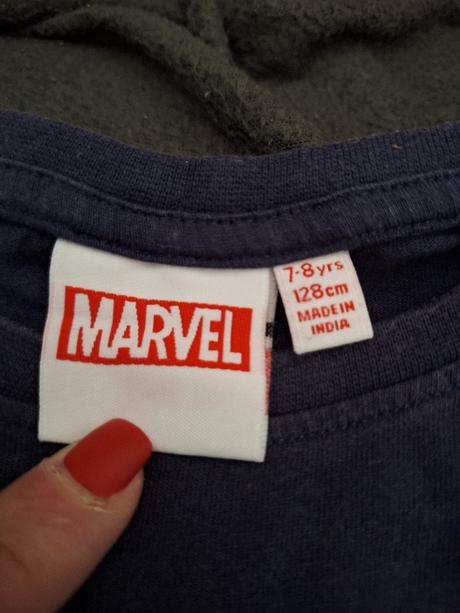 MARVEL
7-8 yrs
128cm
MADE IN
INDIA